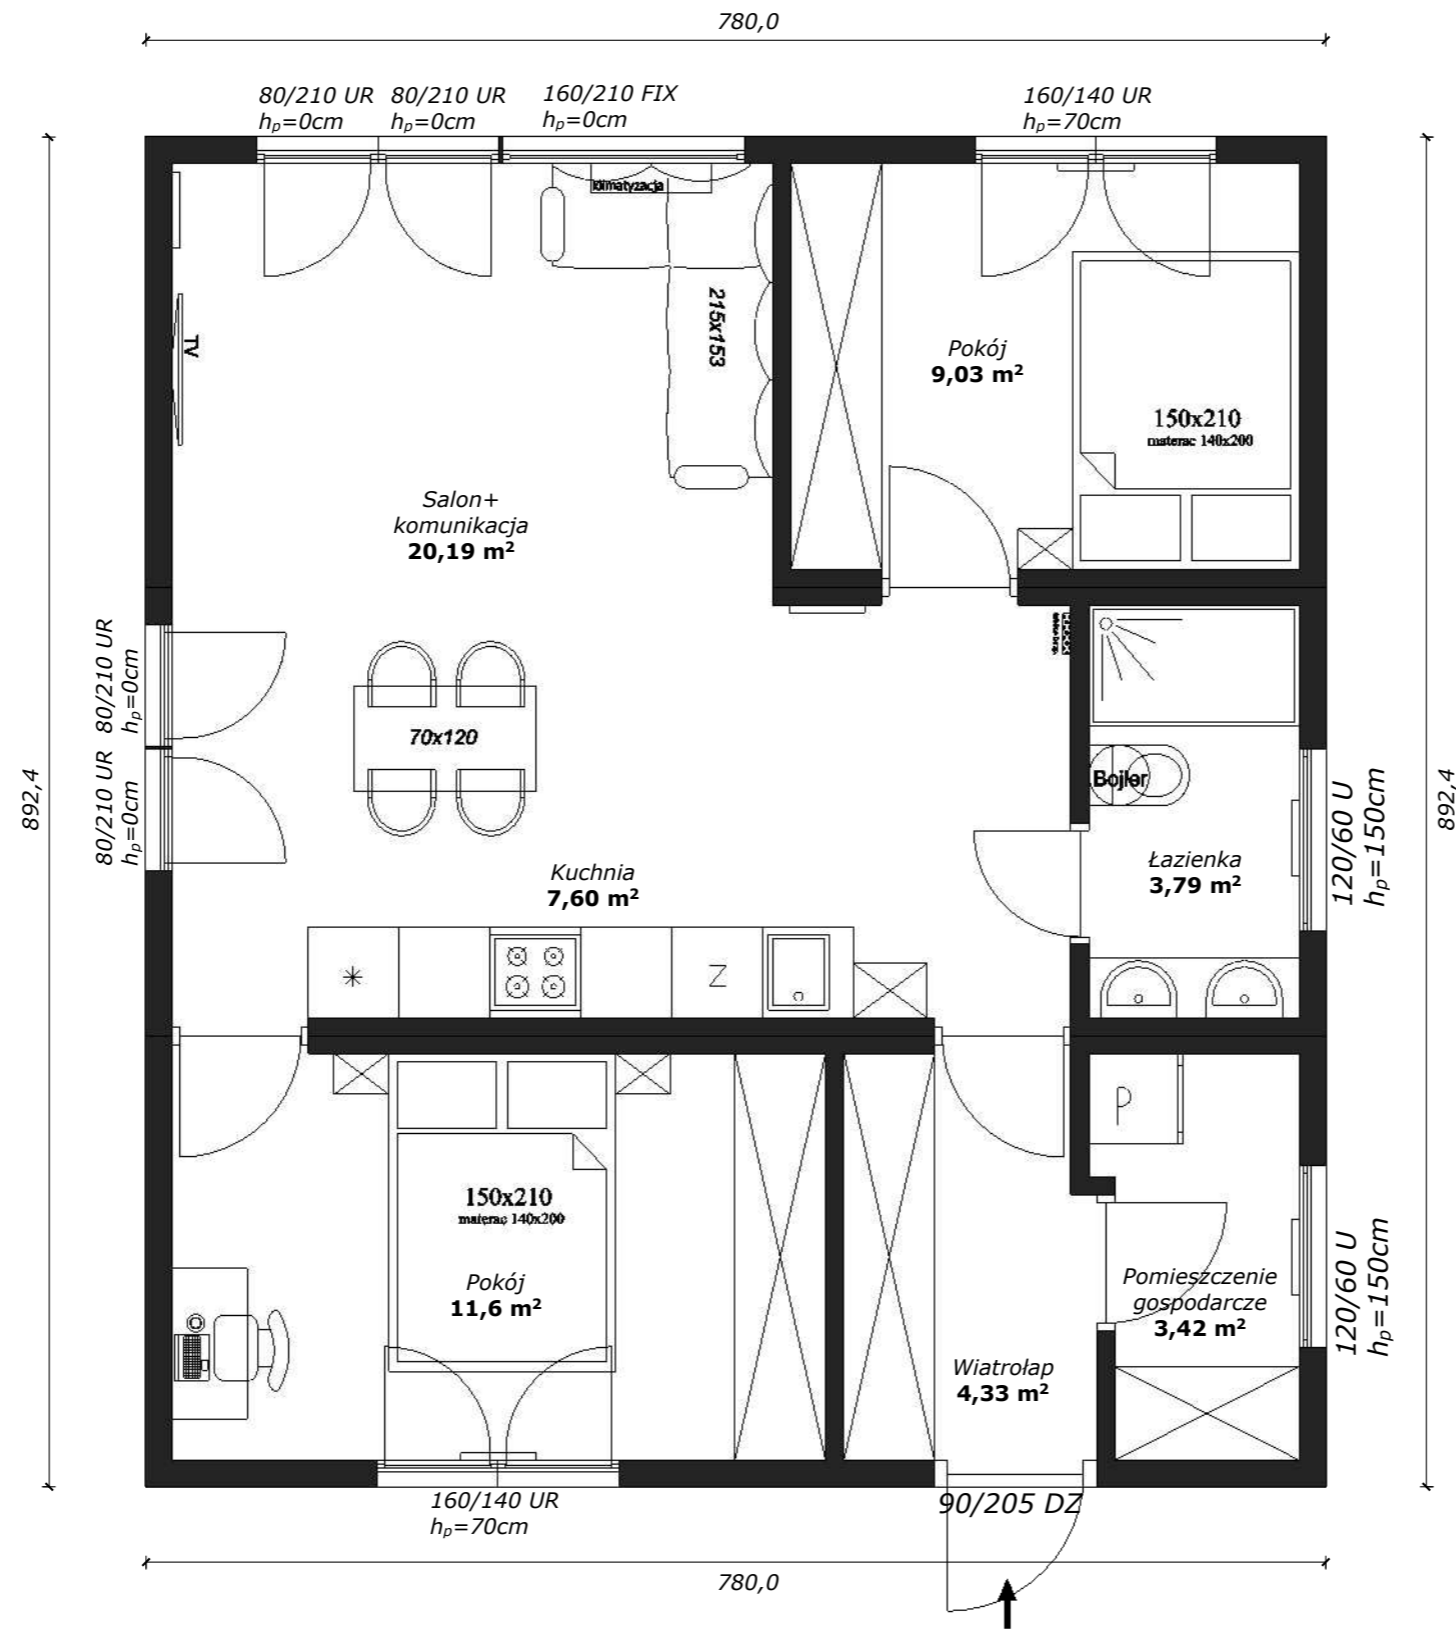 780,0
80/210 UR
hₚ=0cm
80/210 UR
hₚ=0cm
160/210 FIX
hₚ=0cm
160/140 UR
hₚ=70cm
klimatyzacja
215x153
TV
Pokój
9,03 m²
150x210
materac 140x200
Salon+
komunikacja
20,19 m²
892,4
80/210 UR
hₚ=0cm
80/210 UR
hₚ=0cm
70x120
Bojler
Łazienka
3,79 m²
120/60 U
hₚ=150cm
892,4
Kuchnia
7,60 m²
Z
150x210
materac 140x200
Pokój
11,6 m²
P
Pomieszczenie
gospodarcze
3,42 m²
120/60 U
hₚ=150cm
Wiatrołap
4,33 m²
160/140 UR
hₚ=70cm
90/205 DZ
780,0